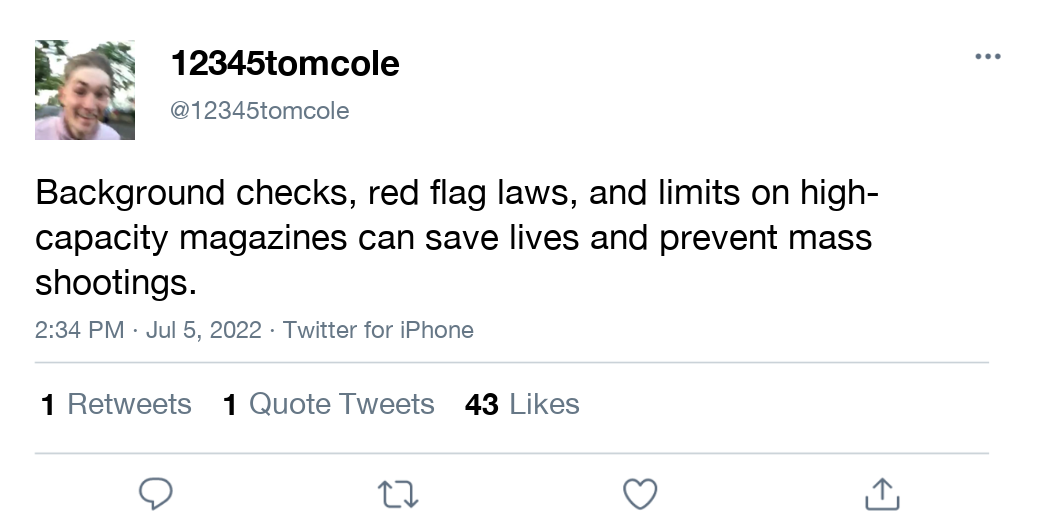 12345tomcole
@12345tomcole
Background checks, red flag laws, and limits on high-
capacity magazines can save lives and prevent mass
shootings.
2:34 PM · Jul 5, 2022 · Twitter for iPhone
1 Retweets 1 Quote Tweets 43 Likes